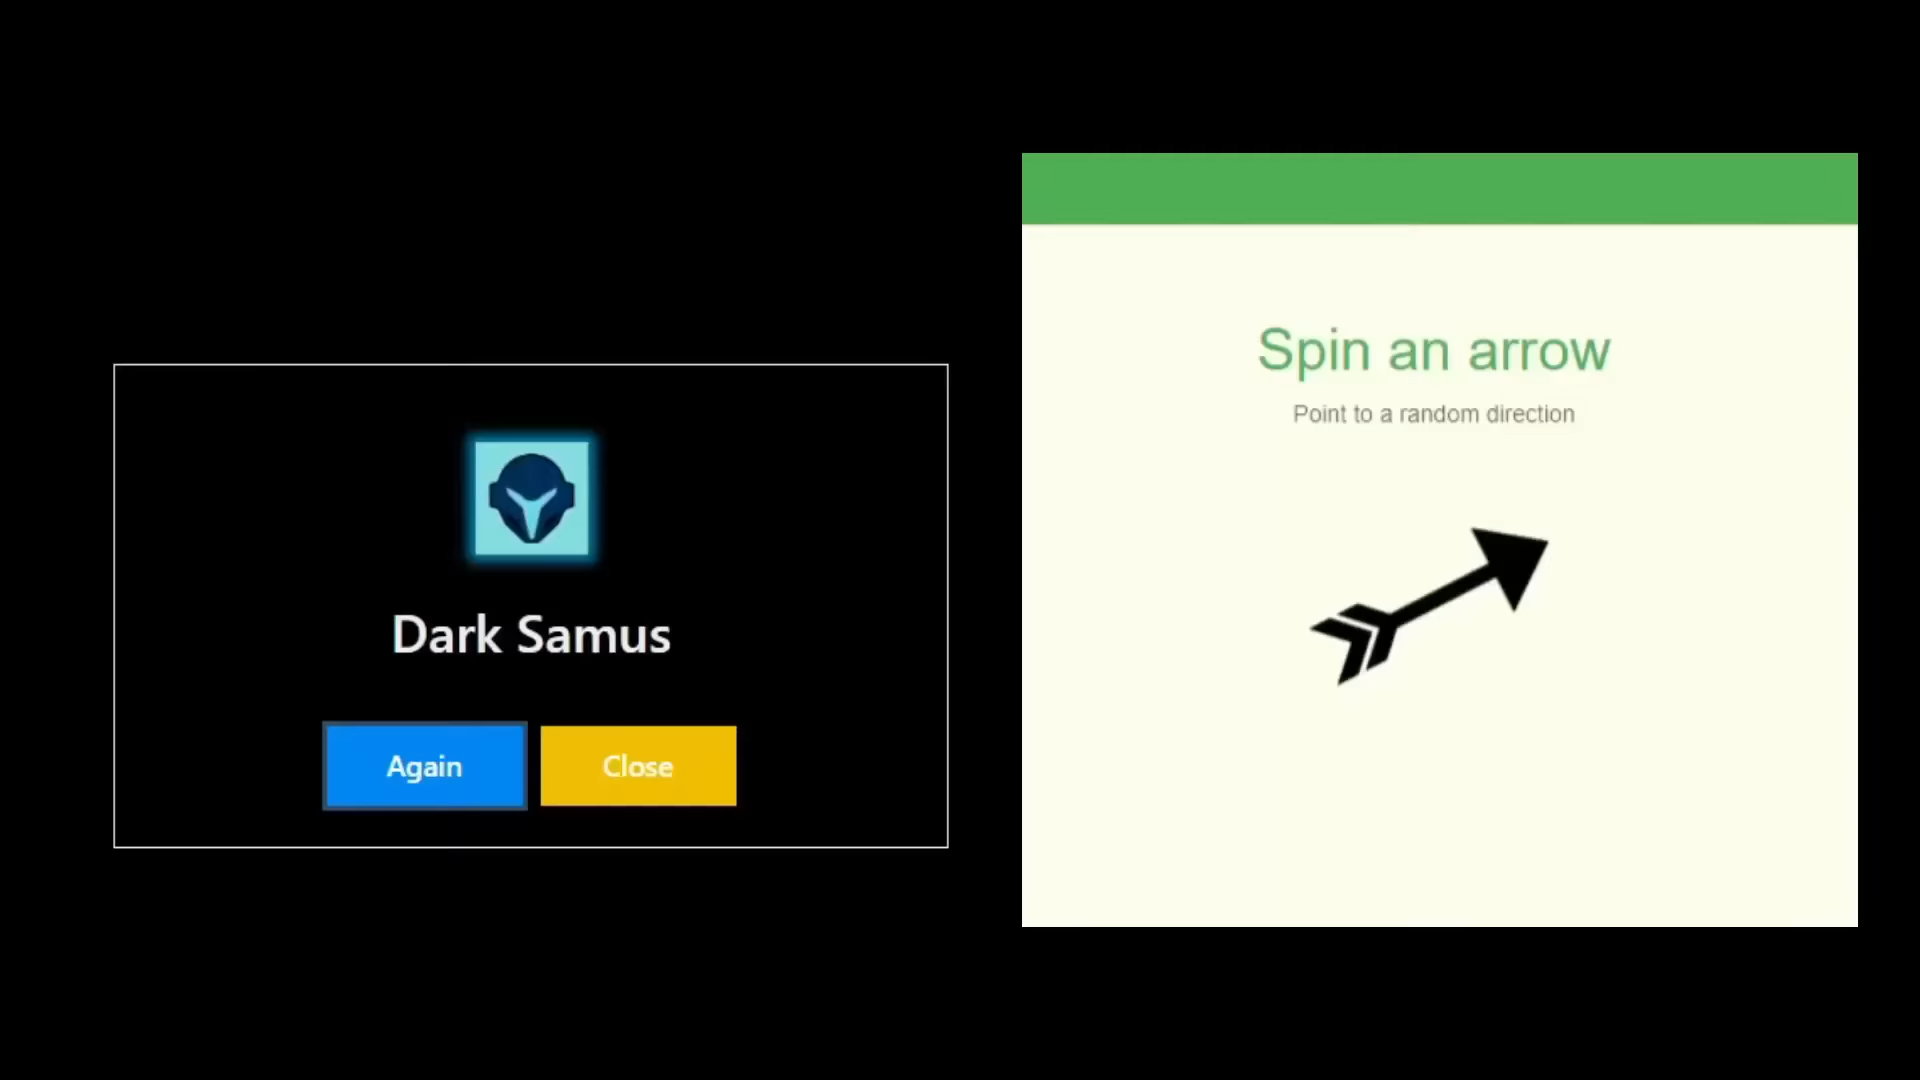 Dark Samus
Again
Close
Spin an arrow
Point to a random direction